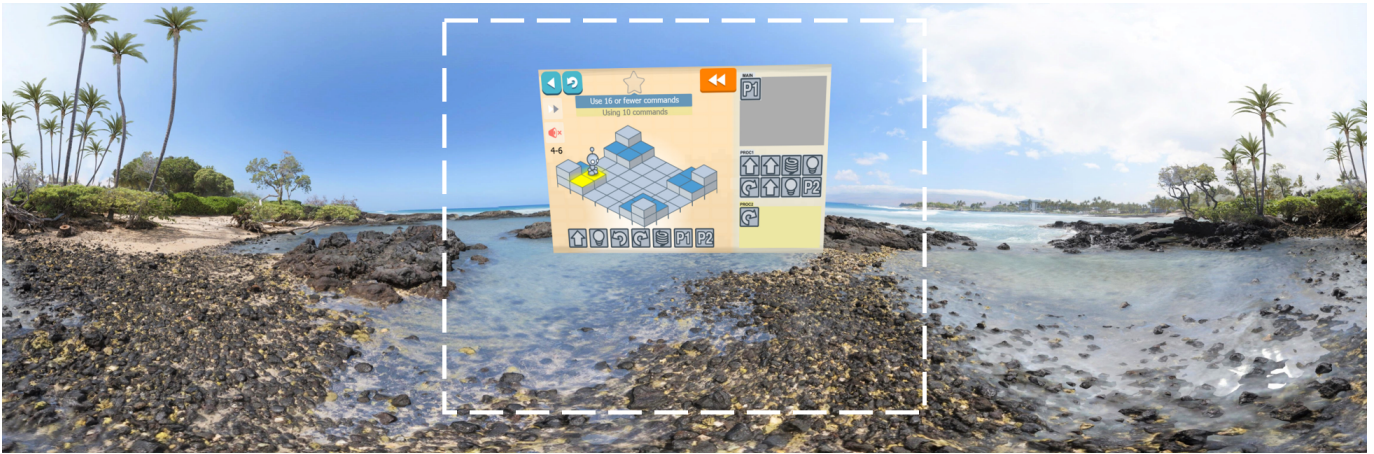 MAIN
P1
Use 16 or fewer commands
Using 10 commands
4-6
PROC1
P2
PROC2
P1 P2